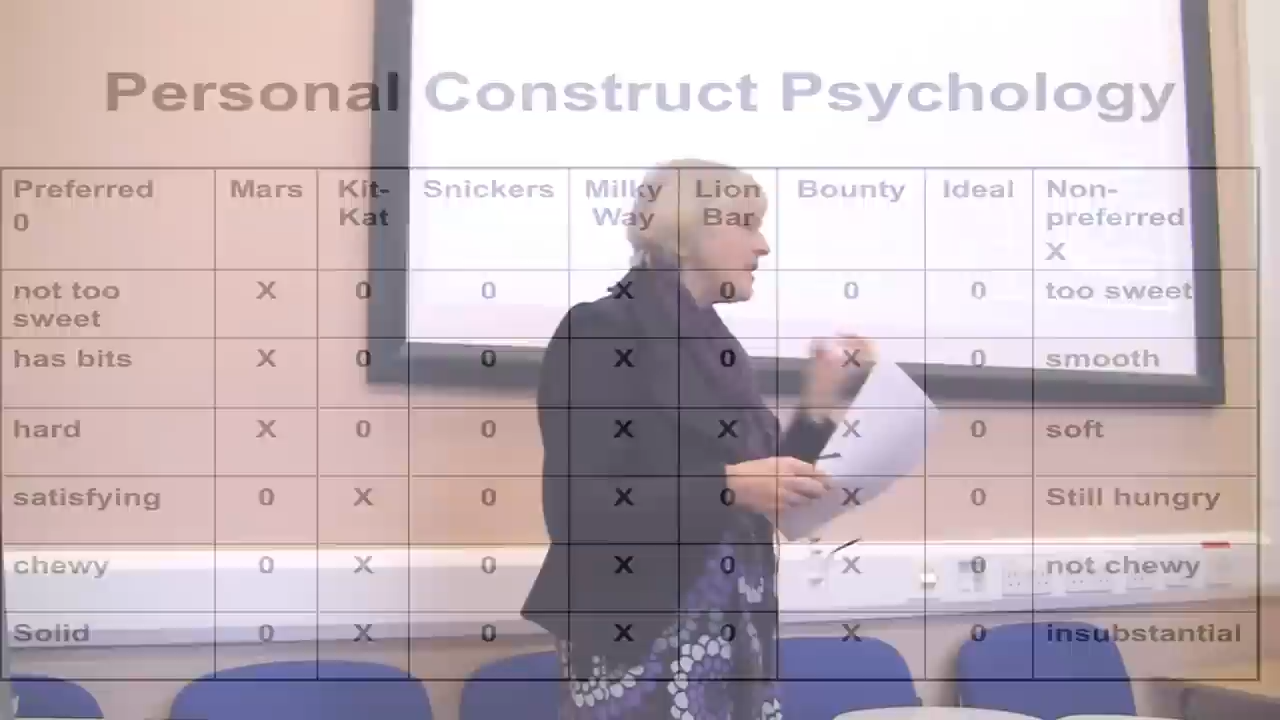 Personal Construct Psychology
Preferred 0 Mars Kit-Kat Snickers Milky Way Lion Bar Bounty Ideal Non-preferred X
not too sweet X 0 0 X 0 0 0 too sweet
has bits X 0 0 X 0 X 0 smooth
hard X 0 0 X X X 0 soft
satisfying 0 X 0 X 0 X 0 Still hungry
chewy 0 X 0 X 0 X 0 not chewy
Solid 0 X 0 X 0 X 0 insubstantial